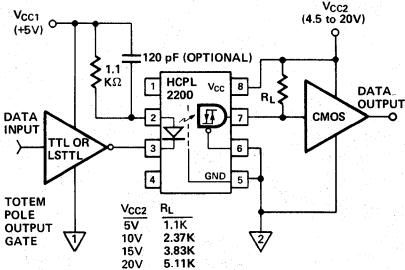 VCC1
(+5V)
120 pF (OPTIONAL)
VCC2
(4.5 to 20V)
1.1
KΩ
HCPL
2200
VCC
1
2
3
4
8
7
6
5
GND
RL
CMOS
DATA
OUTPUT
DATA
INPUT
TTL OR
LSTTL
TOTEM
POLE
OUTPUT
GATE
1
2
VCC2 RL
5V 1.1K
10V 2.37K
15V 3.83K
20V 5.11K